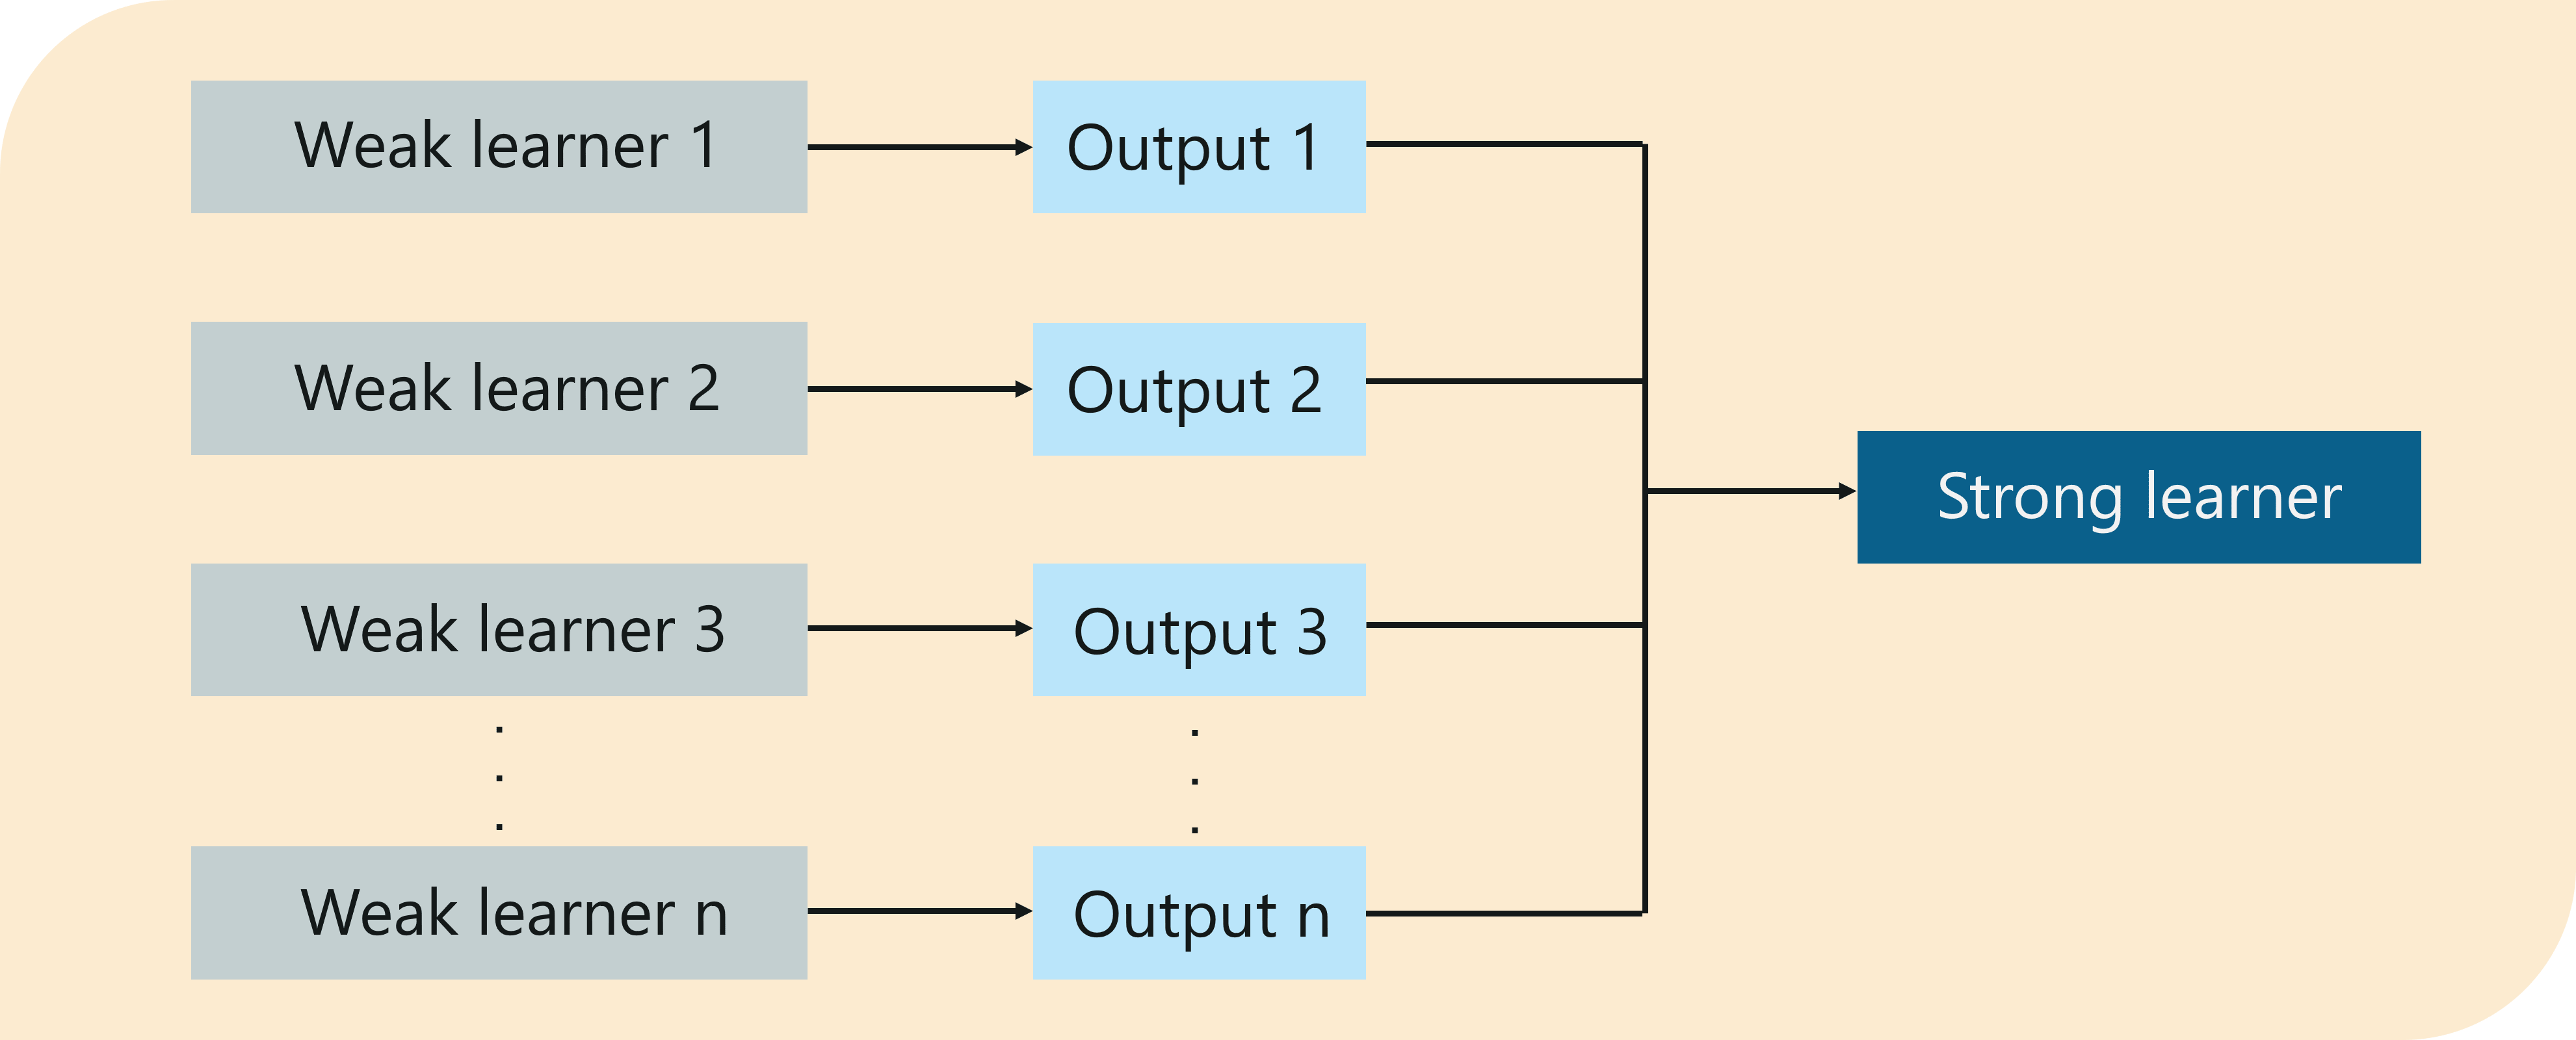 Weak learner 1
Output 1
Weak learner 2
Output 2
Strong learner
Weak learner 3
Output 3
.
.
.
.
.
.
Weak learner n
Output n